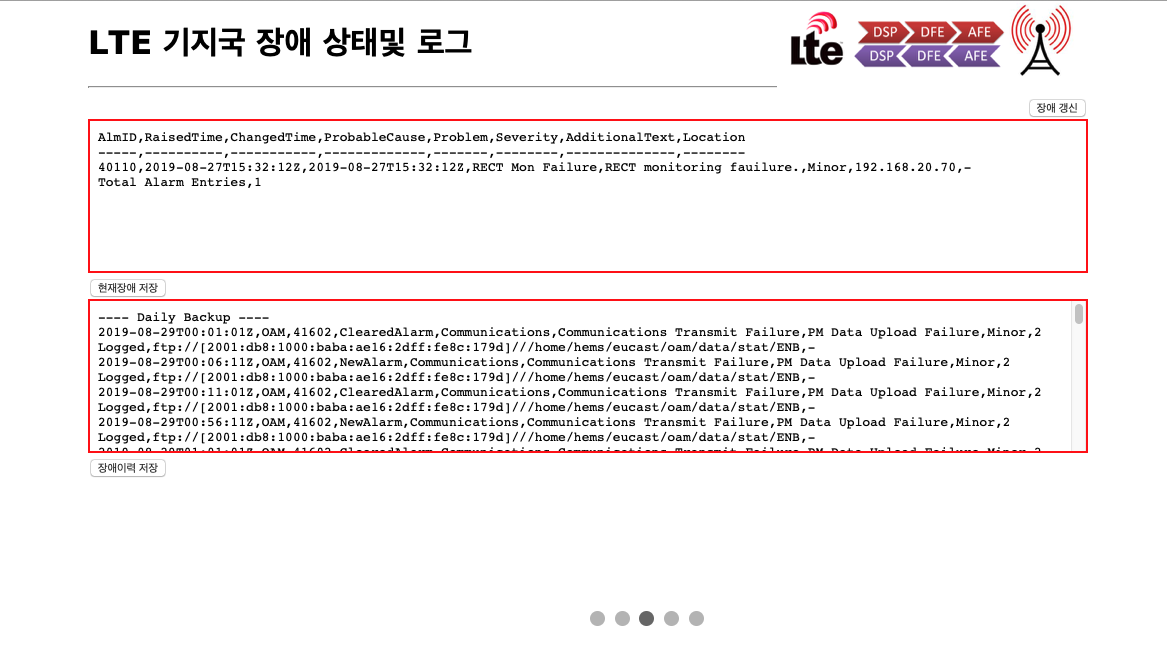 LTE 기지국 장애 상태및 로그
Lte
DSP DFE AFE
DSP DFE AFE
장애 갱신
AlmID,RaisedTime,ChangedTime,ProbableCause,Problem,Severity,AdditionalText,Location
-----,----------,-----------,-------------,-------,--------,--------------,--------
40110,2019-08-27T15:32:12Z,2019-08-27T15:32:12Z,RECT Mon Failure,RECT monitoring fauilure.,Minor,192.168.20.70,-
Total Alarm Entries,1
현재장애 저장
---- Daily Backup ----
2019-08-29T00:01:01Z,OAM,41602,ClearedAlarm,Communications,Communications Transmit Failure,PM Data Upload Failure,Minor,2
Logged,ftp://[2001:db8:1000:baba:ae16:2dff:fe8c:179d]///home/hems/eucast/oam/data/stat/ENB,-
2019-08-29T00:06:11Z,OAM,41602,NewAlarm,Communications,Communications Transmit Failure,PM Data Upload Failure,Minor,2
Logged,ftp://[2001:db8:1000:baba:ae16:2dff:fe8c:179d]///home/hems/eucast/oam/data/stat/ENB,-
2019-08-29T00:11:01Z,OAM,41602,ClearedAlarm,Communications,Communications Transmit Failure,PM Data Upload Failure,Minor,2
Logged,ftp://[2001:db8:1000:baba:ae16:2dff:fe8c:179d]///home/hems/eucast/oam/data/stat/ENB,-
2019-08-29T00:56:11Z,OAM,41602,NewAlarm,Communications,Communications Transmit Failure,PM Data Upload Failure,Minor,2
Logged,ftp://[2001:db8:1000:baba:ae16:2dff:fe8c:179d]///home/hems/eucast/oam/data/stat/ENB,-
장애이력 저장